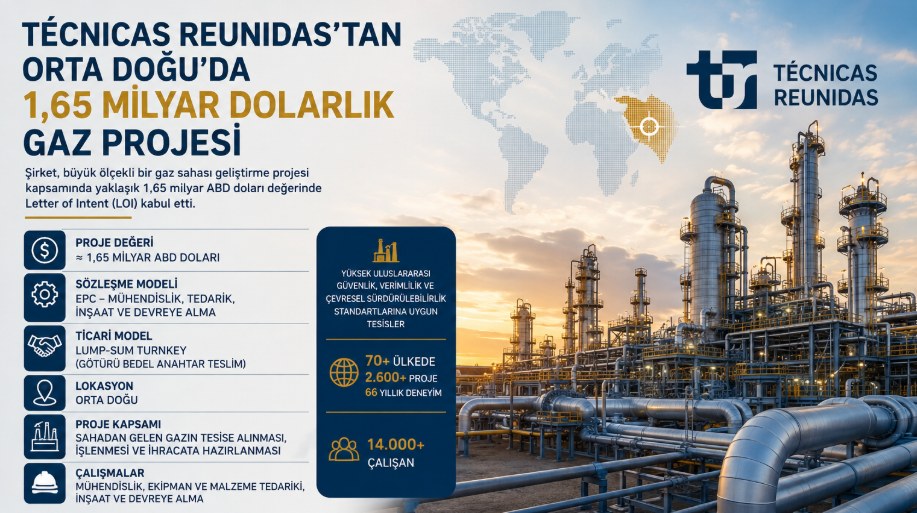 TÉCNICAS REUNIDAS'TAN
ORTA DOĞU'DA
1,65 MİLYAR DOLARLIK
GAZ PROJESİ
Şirket, büyük ölçekli bir gaz sahası geliştirme projesi
kapsamında yaklaşık 1,65 milyar ABD doları değerinde
Letter of Intent (LOI) kabul etti.
tr TÉCNICAS
REUNIDAS
PROJE DEĞERİ
≈ 1,65 MİLYAR ABD DOLARI
SÖZLEŞME MODELİ
EPC – MÜHENDİSLİK, TEDARİK,
İNŞAAT VE DEVREYE ALMA
TİCARİ MODEL
LUMP-SUM TURNKEY
(GÖTÜRÜ BEDEL ANAHTAR TESLİM)
LOKASYON
ORTA DOĞU
PROJE KAPSAMI
SAHADAN GELEN GAZIN TESİSE ALINMASI,
İŞLENMESİ VE İHRACATA HAZIRLANMASI
ÇALIŞMALAR
MÜHENDİSLİK, EKİPMAN VE MALZEME TEDARİKİ,
İNŞAAT VE DEVREYE ALMA
YÜKSEK ULUSLARARASI
GÜVENLİK, VERİMLİLİK VE
ÇEVRESEL SÜRDÜRÜLEBİLİRLİK
STANDARTLARINA UYGUN
TESİSLER
70+ ÜLKEDE
2.600+ PROJE
66 YILLIK DENEYİM
14.000+
ÇALIŞAN